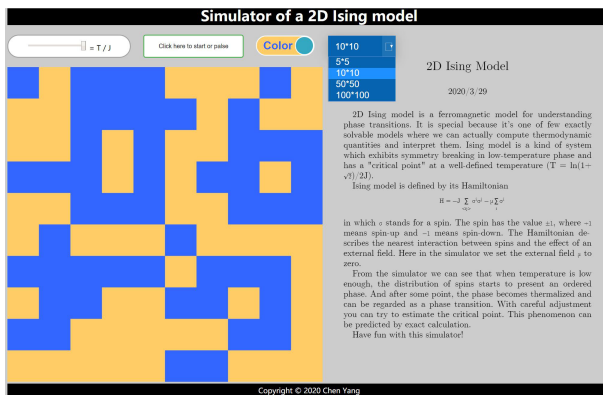 Simulator of a 2D Ising model
= T / J
Click here to start or palse
Color
10*10
5*5
10*10
50*50
100*100
2D Ising Model
2020/3/29
2D Ising model is a ferromagnetic model for understanding
phase transitions. It is special because it's one of few exactly
solvable models where we can actually compute thermodynamic
quantities and interpret them. Ising model is a kind of system
which exhibits symmetry breaking in low-temperature phase and
has a "critical point" at a well-defined temperature (T = ln(1+
√2)/2J).
Ising model is defined by its Hamiltonian
H = −J ∑ σⁱσʲ − μ ∑ σⁱ
in which σ stands for a spin. The spin has the value ±1, where −1
means spin-up and −1 means spin-down. The Hamiltonian de-
scribes the nearest interaction between spins and the effect of an
external field. Here in the simulator we set the external field μ to
zero.
From the simulator we can see that when temperature is low
enough, the distribution of spins starts to present an ordered
phase. And after some point, the phase becomes thermalized and
can be regarded as a phase transition. With careful adjustment
you can try to estimate the critical point. This phenomenon can
be predicted by exact calculation.
Have fun with this simulator!
Copyright © 2020 Chen Yang